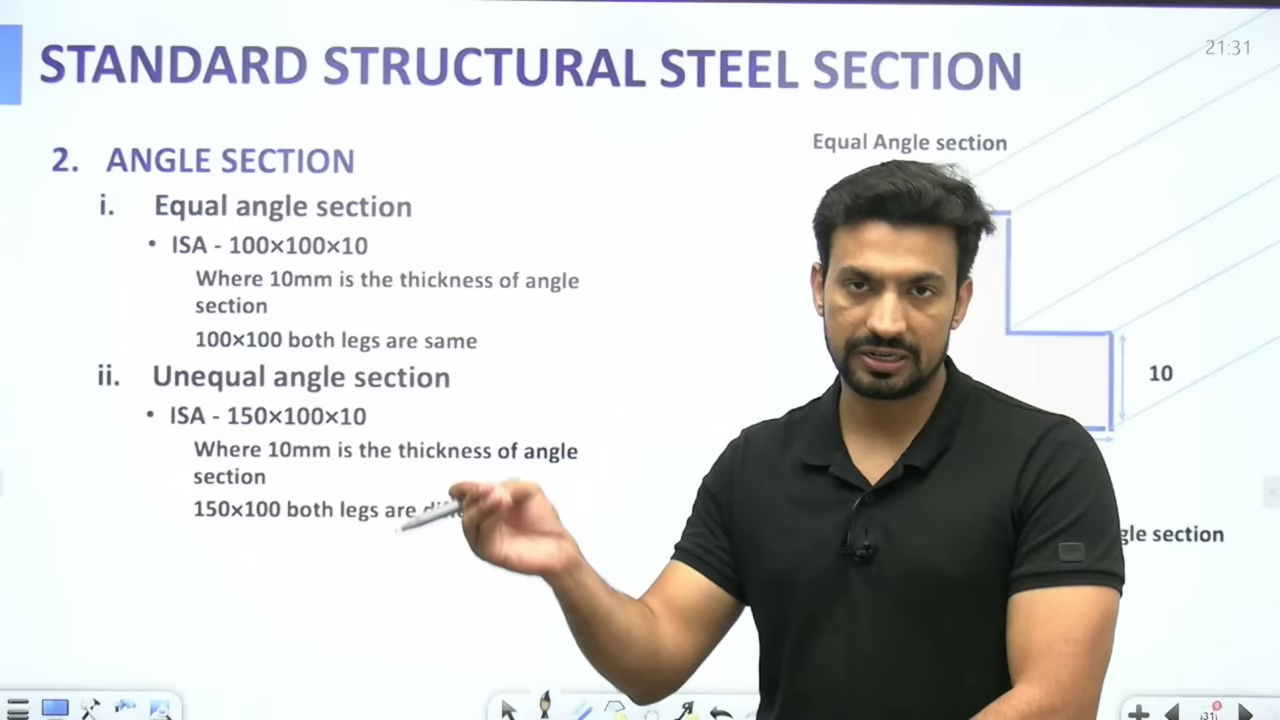 21:31
STANDARD STRUCTURAL STEEL SECTION
2. ANGLE SECTION
i. Equal angle section
• ISA - 100×100×10
Where 10mm is the thickness of angle
section
100×100 both legs are same
ii. Unequal angle section
• ISA - 150×100×10
Where 10mm is the thickness of angle
section
150×100 both legs are
Equal Angle section
10
section